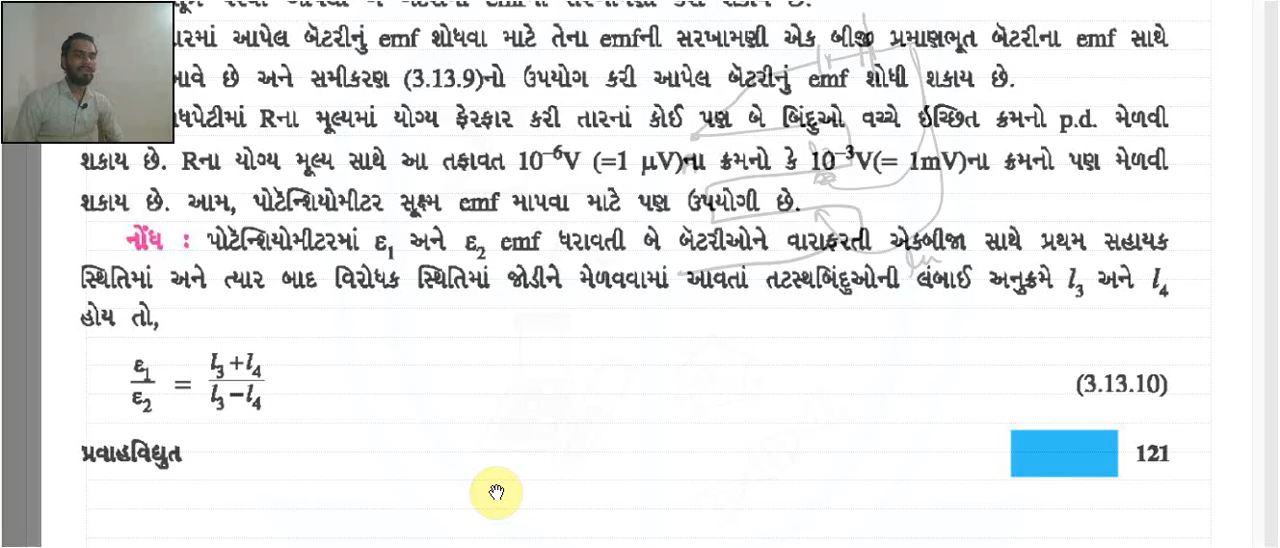 રમાં આપેલ બૅટરીનું emf શોધવા માટે તેના emfની સરખામણી એક બીજી પ્રમાણભૂત બૅટરીના emf સાથે
આવે છે અને સમીકરણ (3.13.9)નો ઉપયોગ કરી આપેલ બૅટરીનું emf શોધી શકાય છે.
ધપેટીમાં Rના મૂલ્યમાં યોગ્ય ફેરફાર કરી તારનાં કોઈ પણ બે બિંદુઓ વચ્ચે ઇચ્છિત ક્રમનો p.d. મેળવી
શકાય છે. Rના યોગ્ય મૂલ્ય સાથે આ તફાવત 10⁻⁶V (=1 μV)ના ક્રમનો કે 10⁻³V(= 1mV)ના ક્રમનો પણ મેળવી
શકાય છે. આમ, પોટૅન્શિયોમીટર સૂક્ષ્મ emf માપવા માટે પણ ઉપયોગી છે.
નોંધ : પોટૅન્શિયોમીટરમાં ε₁ અને ε₂ emf ધરાવતી બે બૅટરીઓને વારાફરતી એકબીજા સાથે પ્રથમ સહાયક
સ્થિતિમાં અને ત્યાર બાદ વિરોધક સ્થિતિમાં જોડીને મેળવવામાં આવતાં તટસ્થબિંદુઓની લંબાઈ અનુક્રમે l₃ અને l₄
હોય તો,
ε₁/ε₂ = (l₃+l₄)/(l₃−l₄) (3.13.10)
પ્રવાહવિદ્યુત 121